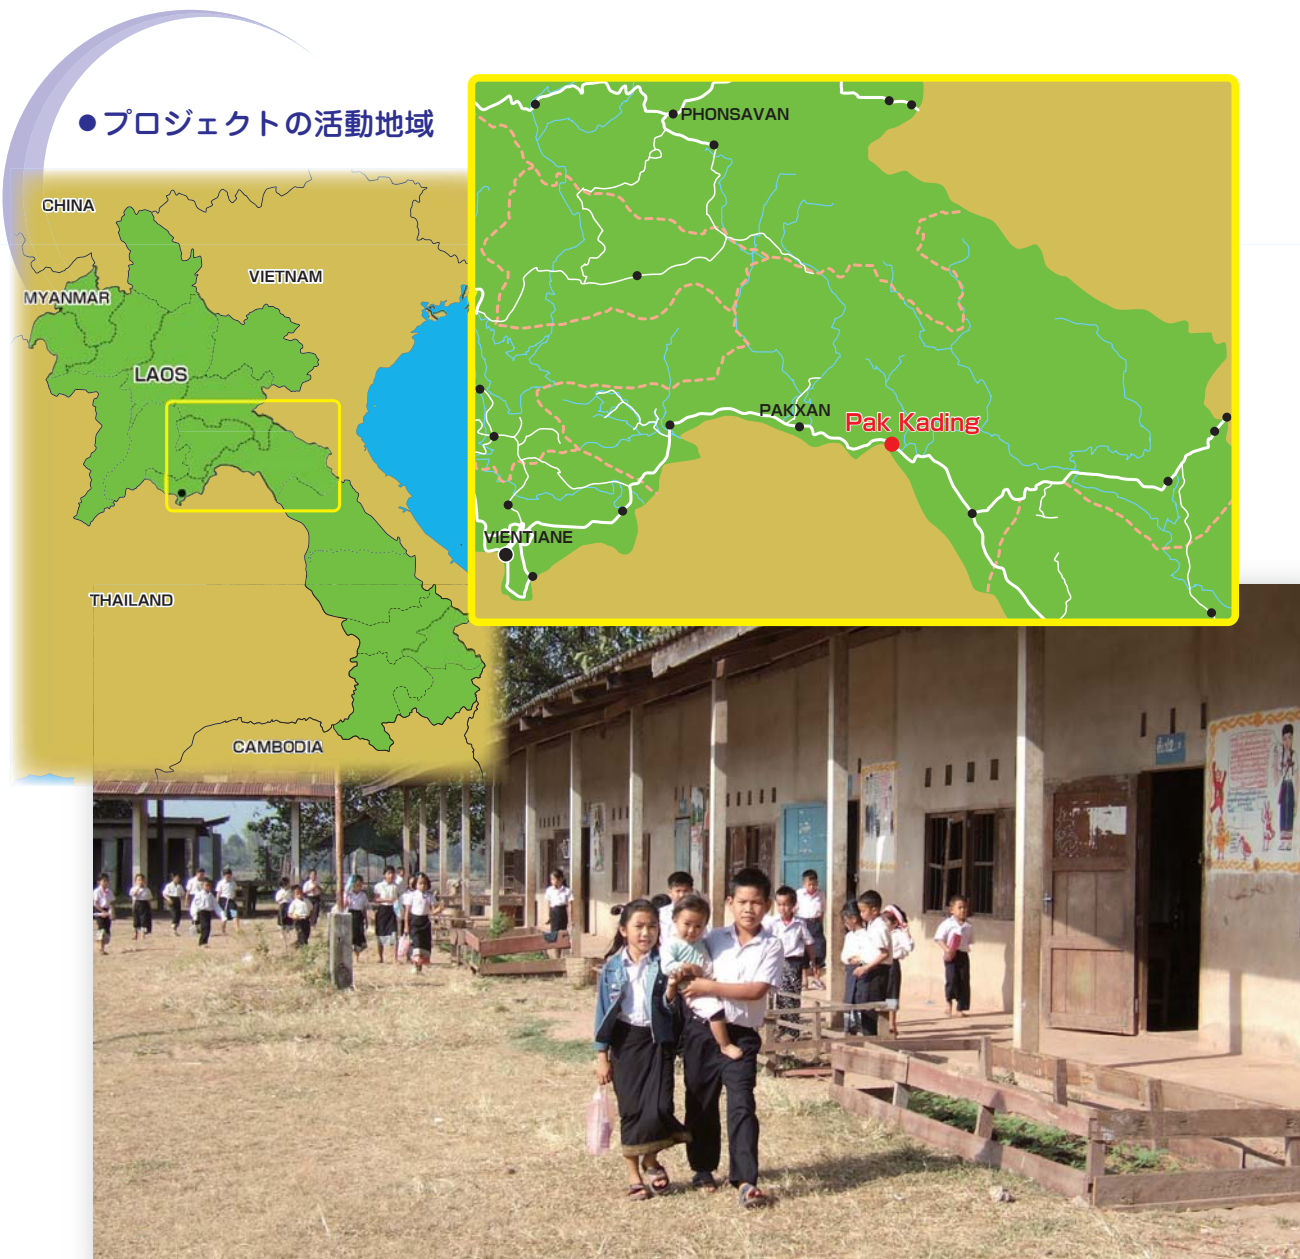 ●プロジェクトの活動地域
CHINA
VIETNAM
MYANMAR
LAOS
THAILAND
CAMBODIA
PHONSAVAN
PAKXAN
Pak Kading
VIENTIANE